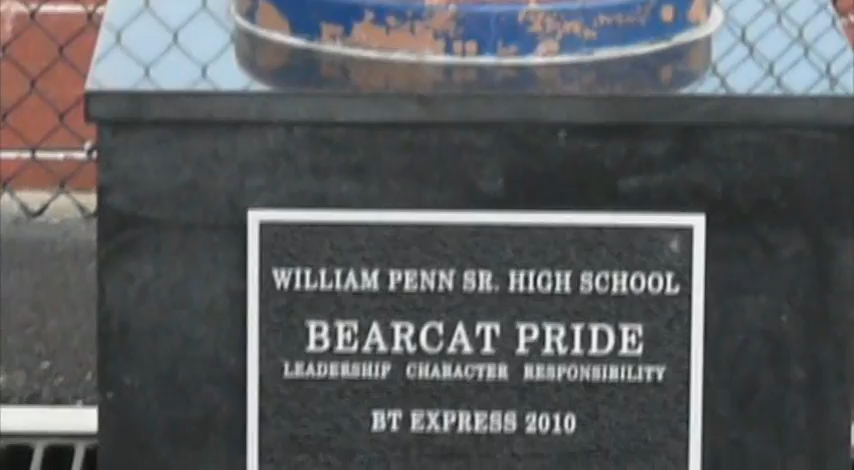 WILLIAM PENN SR. HIGH SCHOOL
BEARCAT PRIDE
LEADERSHIP CHARACTER RESPONSIBILITY
BT EXPRESS 2010